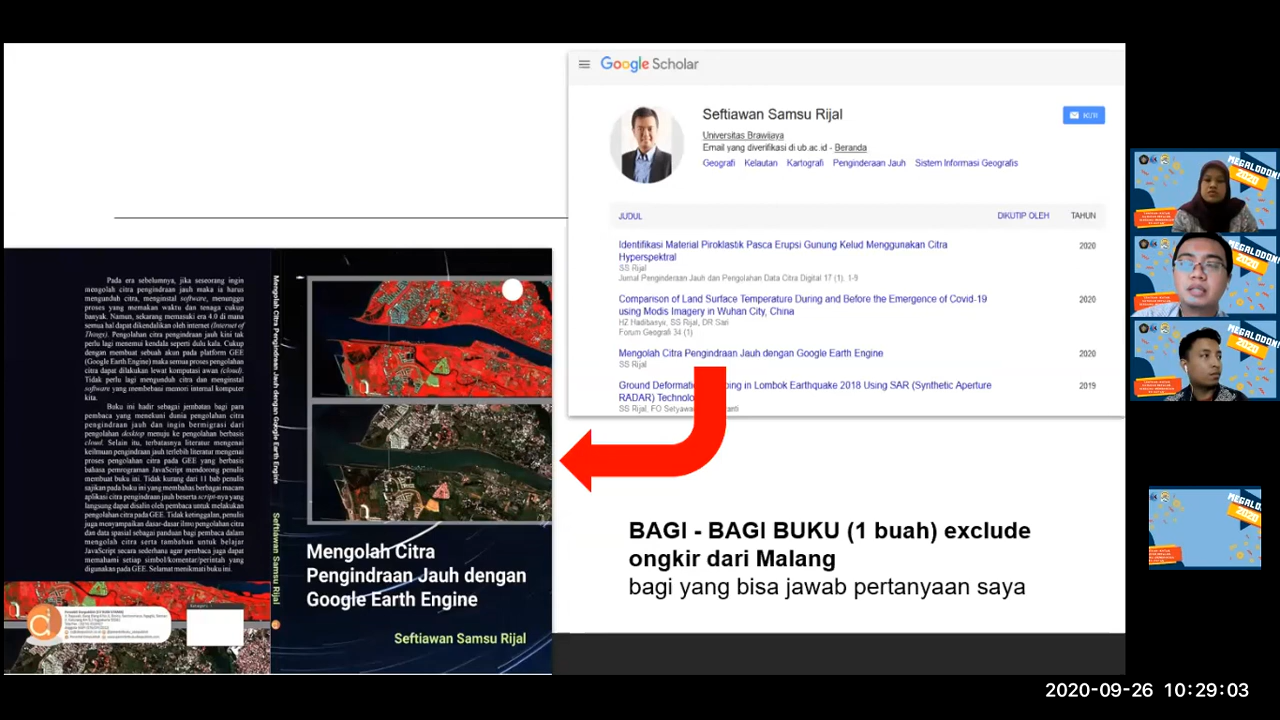 Google Scholar
Seftiawan Samsu Rijal
Universitas Brawijaya
Email yang diverifikasi di ub.ac.id - Beranda
Geografi Kelautan Kartografi Penginderaan Jauh Sistem Informasi Geografis
JUDUL DIKUTIP OLEH TAHUN
Identifikasi Material Piroklastik Pasca Erupsi Gunung Kelud Menggunakan Citra 2020
Hyperspektral
SS Rijal
Jurnal Penginderaan Jauh dan Pengolahan Data Citra Digital 17 (1), 1-9
Comparison of Land Surface Temperature During and Before the Emergence of Covid-19 2020
using Modis Imagery in Wuhan City, China
HZ Hadibasyir, SS Rijal, DR Sari
Forum Geografi 34 (1)
Mengolah Citra Pengindraan Jauh dengan Google Earth Engine 2020
SS Rijal
Ground in Lombok Earthquake 2018 Using SAR (Synthetic Aperture 2019
RADAR)
SS Rijal, FO
Pada era sebelumnya, jika seseorang ingin
mengolah citra pengindraan jauh maka ia harus
mengunduh citra, menginstal software, menunggu
proses yang memakan waktu dan tenaga cukup
banyak. Namun, sekarang memasuki era 4.0 di mana
semua hal dapat dikendalikan oleh internet (Internet of
Things). Pengolahan citra pengindraan jauh kini tak
perlu lagi menemui kendala seperti dulu kala. Cukup
dengan membuat sebuah akun pada platform GEE
(Google Earth Engine) maka semua proses pengolahan
citra dapat dilakukan lewat komputasi awan (cloud).
Tidak perlu lagi mengunduh citra dan menginstal
software yang membebani memori internal komputer
kita.
Buku ini hadir sebagai jembatan bagi para
pembaca yang menekuni dunia pengolahan citra
pengindraan jauh dan ingin bermigrasi dari
pengolahan desktop menuju ke pengolahan berbasis
cloud. Selain itu, terbatasnya literatur mengenai
keilmuan pengindraan jauh terlebih literatur mengenai
proses pengolahan citra pada GEE yang berbasis
bahasa pemrograman JavaScript mendorong penulis
membuat buku ini. Tidak kurang dari 11 bab penulis
sajikan pada buku ini yang membahas berbagai macam
aplikasi citra pengindraan jauh beserta script-nya yang
langsung dapat disalin oleh pembaca untuk melakukan
pengolahan citra pada GEE. Tidak ketinggalan, penulis
juga menyampaikan dasar-dasar ilmu pengolahan citra
dan data spasial sebagai panduan bagi pembaca dalam
mengolah citra serta tambahan untuk belajar
JavaScript secara sederhana agar pembaca juga dapat
memahami setiap simbol/komentar/perintah yang
digunakan pada GEE. Selamat menikmati buku ini.
Mengolah Citra Pengindraan Jauh dengan Google Earth Engine
Seftiawan Samsu Rijal
Mengolah Citra
Pengindraan Jauh dengan
Google Earth Engine
Seftiawan Samsu Rijal
BAGI - BAGI BUKU (1 buah) exclude
ongkir dari Malang
bagi yang bisa jawab pertanyaan saya
2020
2020
2020
2020
2020-09-26 10:29:03